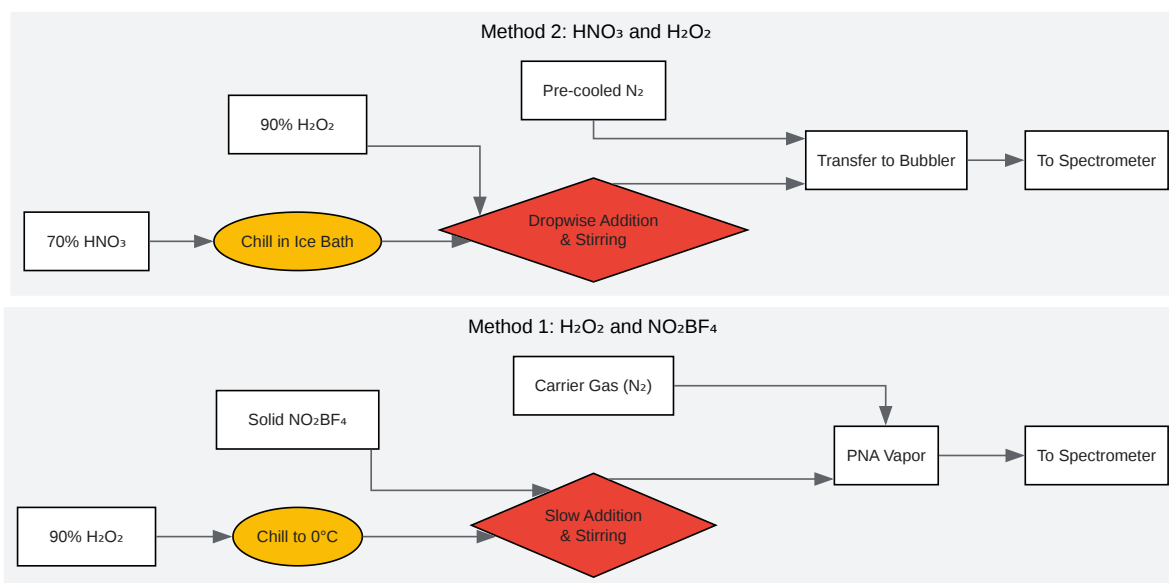 Method 2: HNO₃ and H₂O₂
Pre-cooled N₂
90% H₂O₂
Transfer to Bubbler
To Spectrometer
70% HNO₃
Chill in Ice Bath
Dropwise Addition
& Stirring
Method 1: H₂O₂ and NO₂BF₄
Carrier Gas (N₂)
Solid NO₂BF₄
PNA Vapor
To Spectrometer
90% H₂O₂
Chill to 0°C
Slow Addition
& Stirring